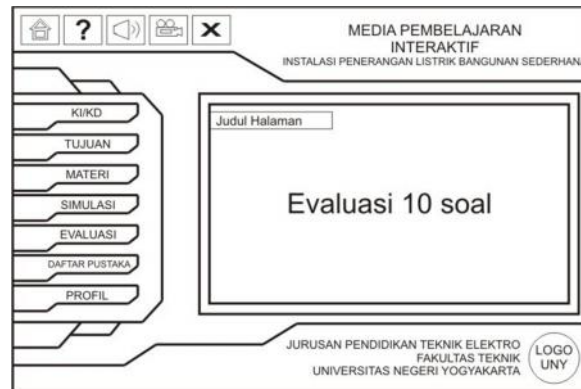 ?
X
MEDIA PEMBELAJARAN
INTERAKTIF
INSTALASI PENERANGAN LISTRIK BANGUNAN SEDERHANA
KI/KD
TUJUAN
MATERI
SIMULASI
EVALUASI
DAFTAR PUSTAKA
PROFIL
Judul Halaman
Evaluasi 10 soal
JURUSAN PENDIDIKAN TEKNIK ELEKTRO
FAKULTAS TEKNIK
UNIVERSITAS NEGERI YOGYAKARTA
LOGO
UNY